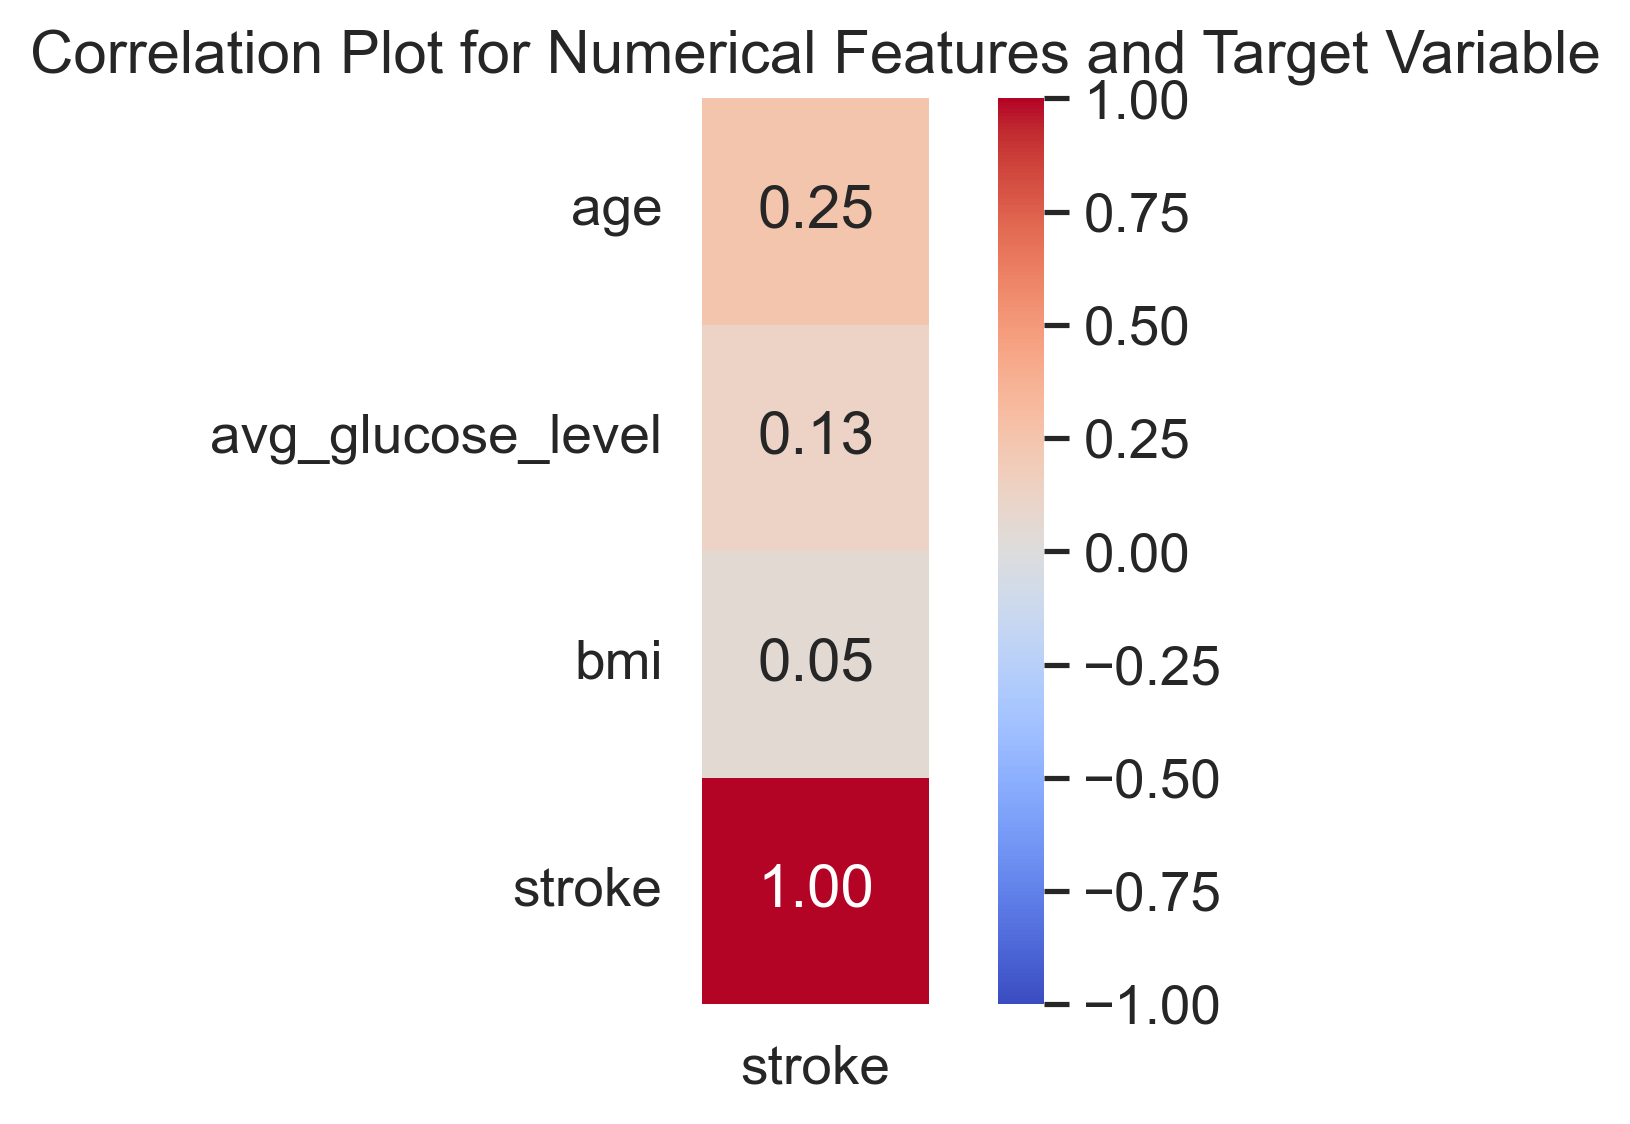 Correlation Plot for Numerical Features and Target Variable
age
0.25
avg_glucose_level
0.13
bmi
0.05
stroke
1.00
stroke
1.00
0.75
0.50
0.25
0.00
−0.25
−0.50
−0.75
−1.00